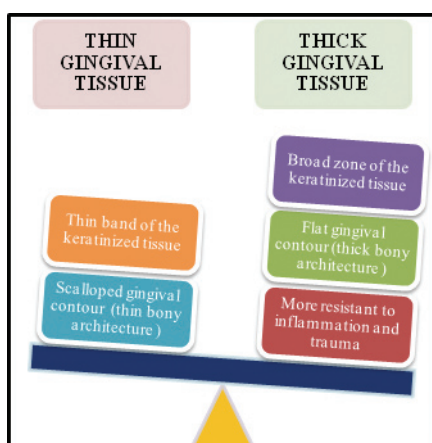 THIN
GINGIVAL
TISSUE
THICK
GINGIVAL
TISSUE
Thin band of the
keratinized tissue
Scalloped gingival
contour (thin bony
architecture )
Broad zone of the
keratinized tissue
Flat gingival
contour (thick bony
architecture )
More resistant to
inflammation and
trauma